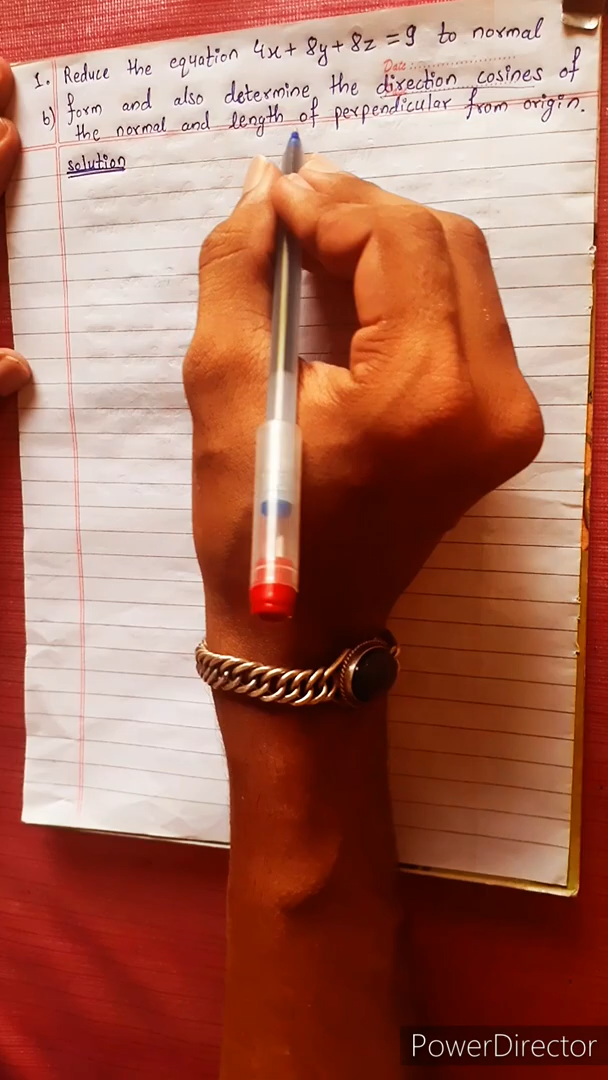 1. Reduce the equation 4x + 8y + 8z = 9 to normal
Date :
b) form and also determine the direction cosines of
the normal and length of perpendicular from origin.
solution
PowerDirector